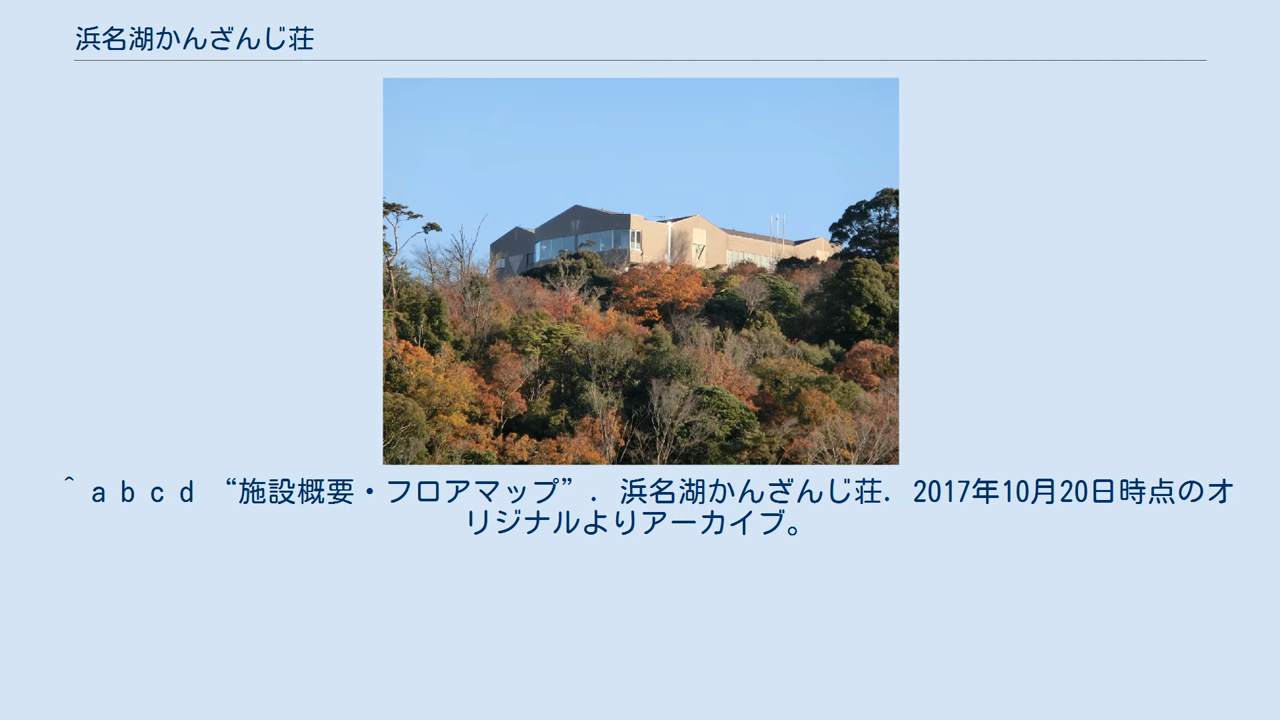 浜名湖かんざんじ荘
^ a b c d “施設概要・フロアマップ”. 浜名湖かんざんじ荘. 2017年10月20日時点のオ
リジナルよりアーカイブ。